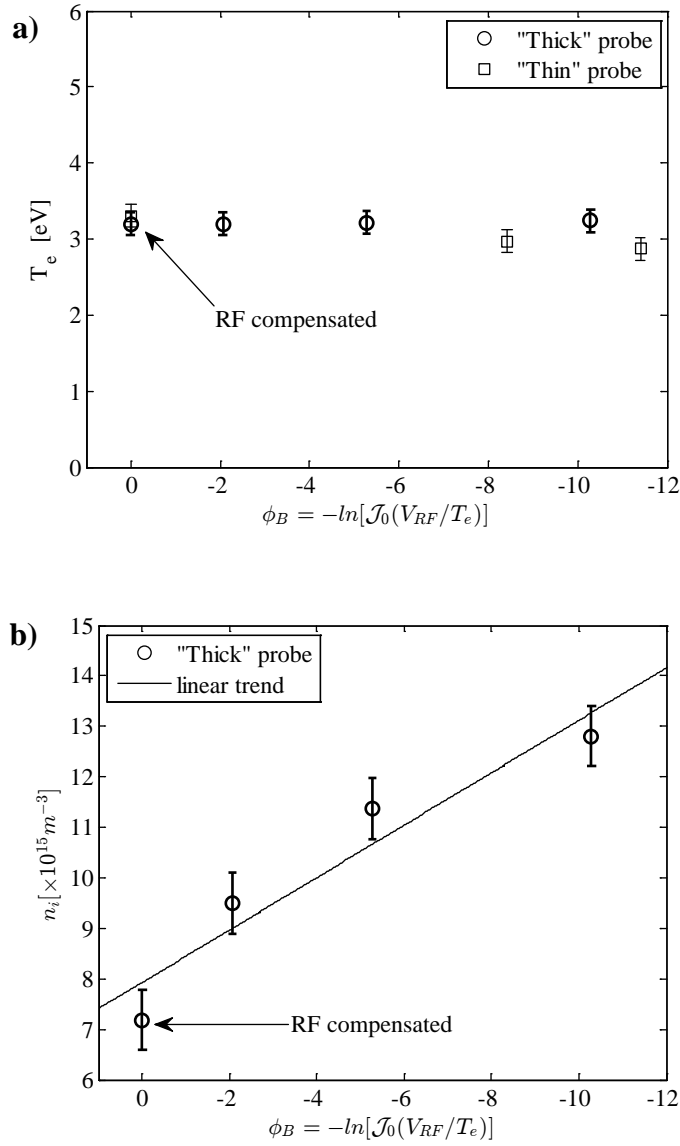 a)
6
5
4
3
2
1
0
T_e [eV]
"Thick" probe
"Thin" probe
RF compensated
0 -2 -4 -6 -8 -10 -12
ϕ_B = −ln[𝒥_0(V_RF/T_e)]
b)
15
14
13
12
11
10
9
8
7
6
n_i[×10^15 m^−3]
"Thick" probe
linear trend
RF compensated
0 -2 -4 -6 -8 -10 -12
ϕ_B = −ln[𝒥_0(V_RF/T_e)]